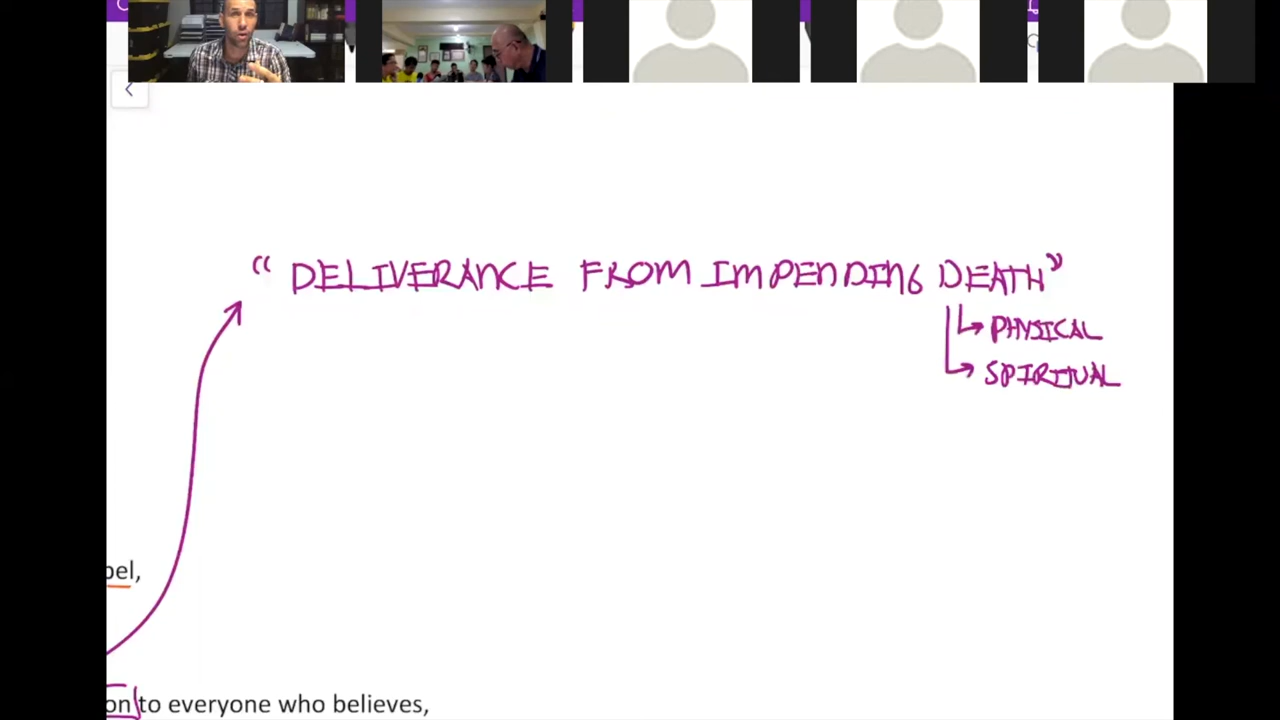 “ DELIVERANCE FROM IMPENDING DEATH”
PHYSICAL
SPIRITUAL
pel,
on to everyone who believes,